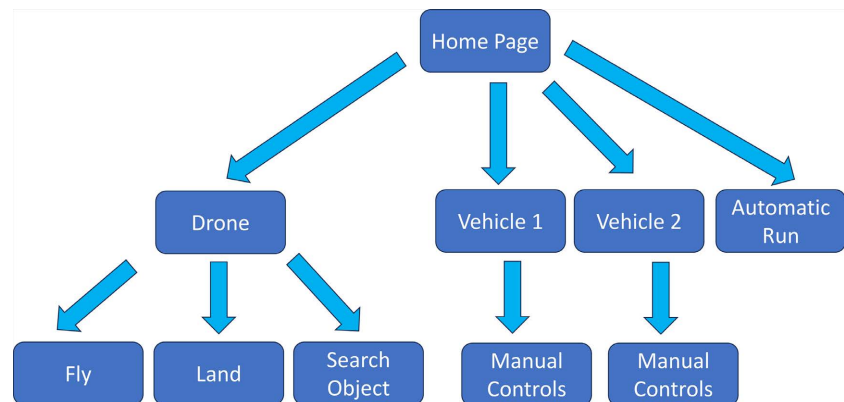 Home Page
Drone
Vehicle 1
Vehicle 2
Automatic
Run
Fly
Land
Search
Object
Manual
Controls
Manual
Controls